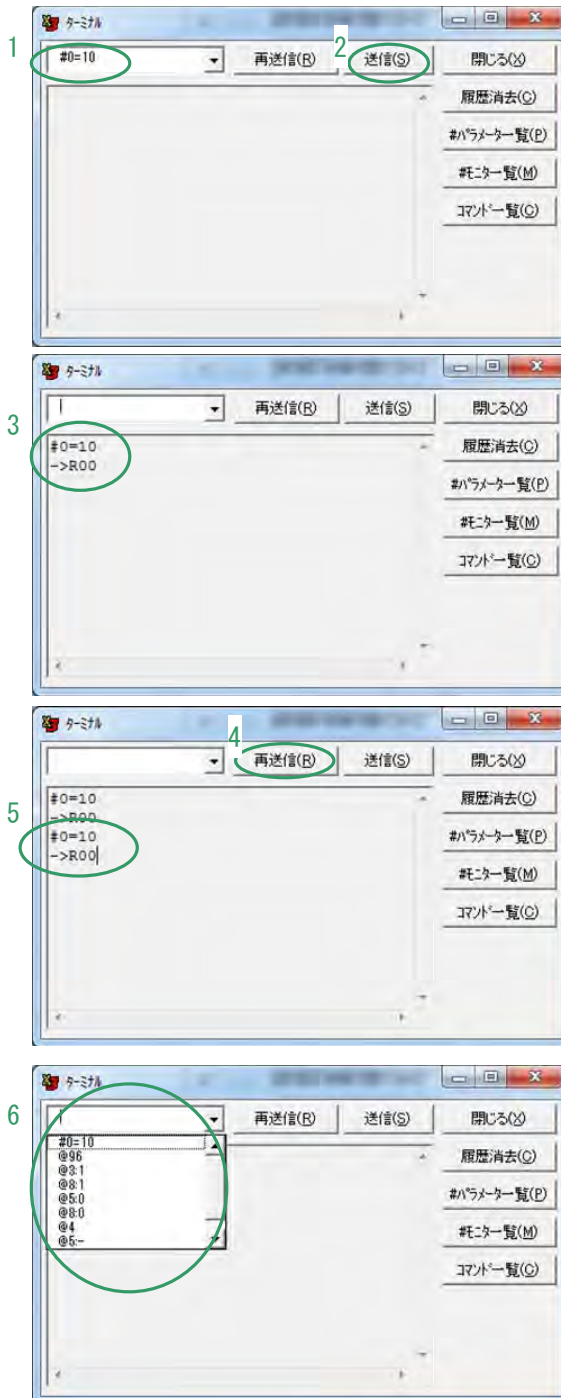 ターミナル
1
#0=10
再送信(R)
2
送信(S)
閉じる(X)
履歴消去(C)
#パラメーター覧(P)
#モニター覧(M)
コマンド一覧(C)
ターミナル
再送信(R)
送信(S)
閉じる(X)
3
#0=10
->R00
履歴消去(C)
#パラメーター覧(P)
#モニター覧(M)
コマンド一覧(C)
ターミナル
4
再送信(R)
送信(S)
閉じる(X)
5
#0=10
->R00
#0=10
->R00
履歴消去(C)
#パラメーター覧(P)
#モニター覧(M)
コマンド一覧(C)
ターミナル
6
再送信(R)
送信(S)
閉じる(X)
#0=10
@96
@3:1
@8:1
@5:0
@8:0
@4
@5:-
履歴消去(C)
#パラメーター覧(P)
#モニター覧(M)
コマンド一覧(C)